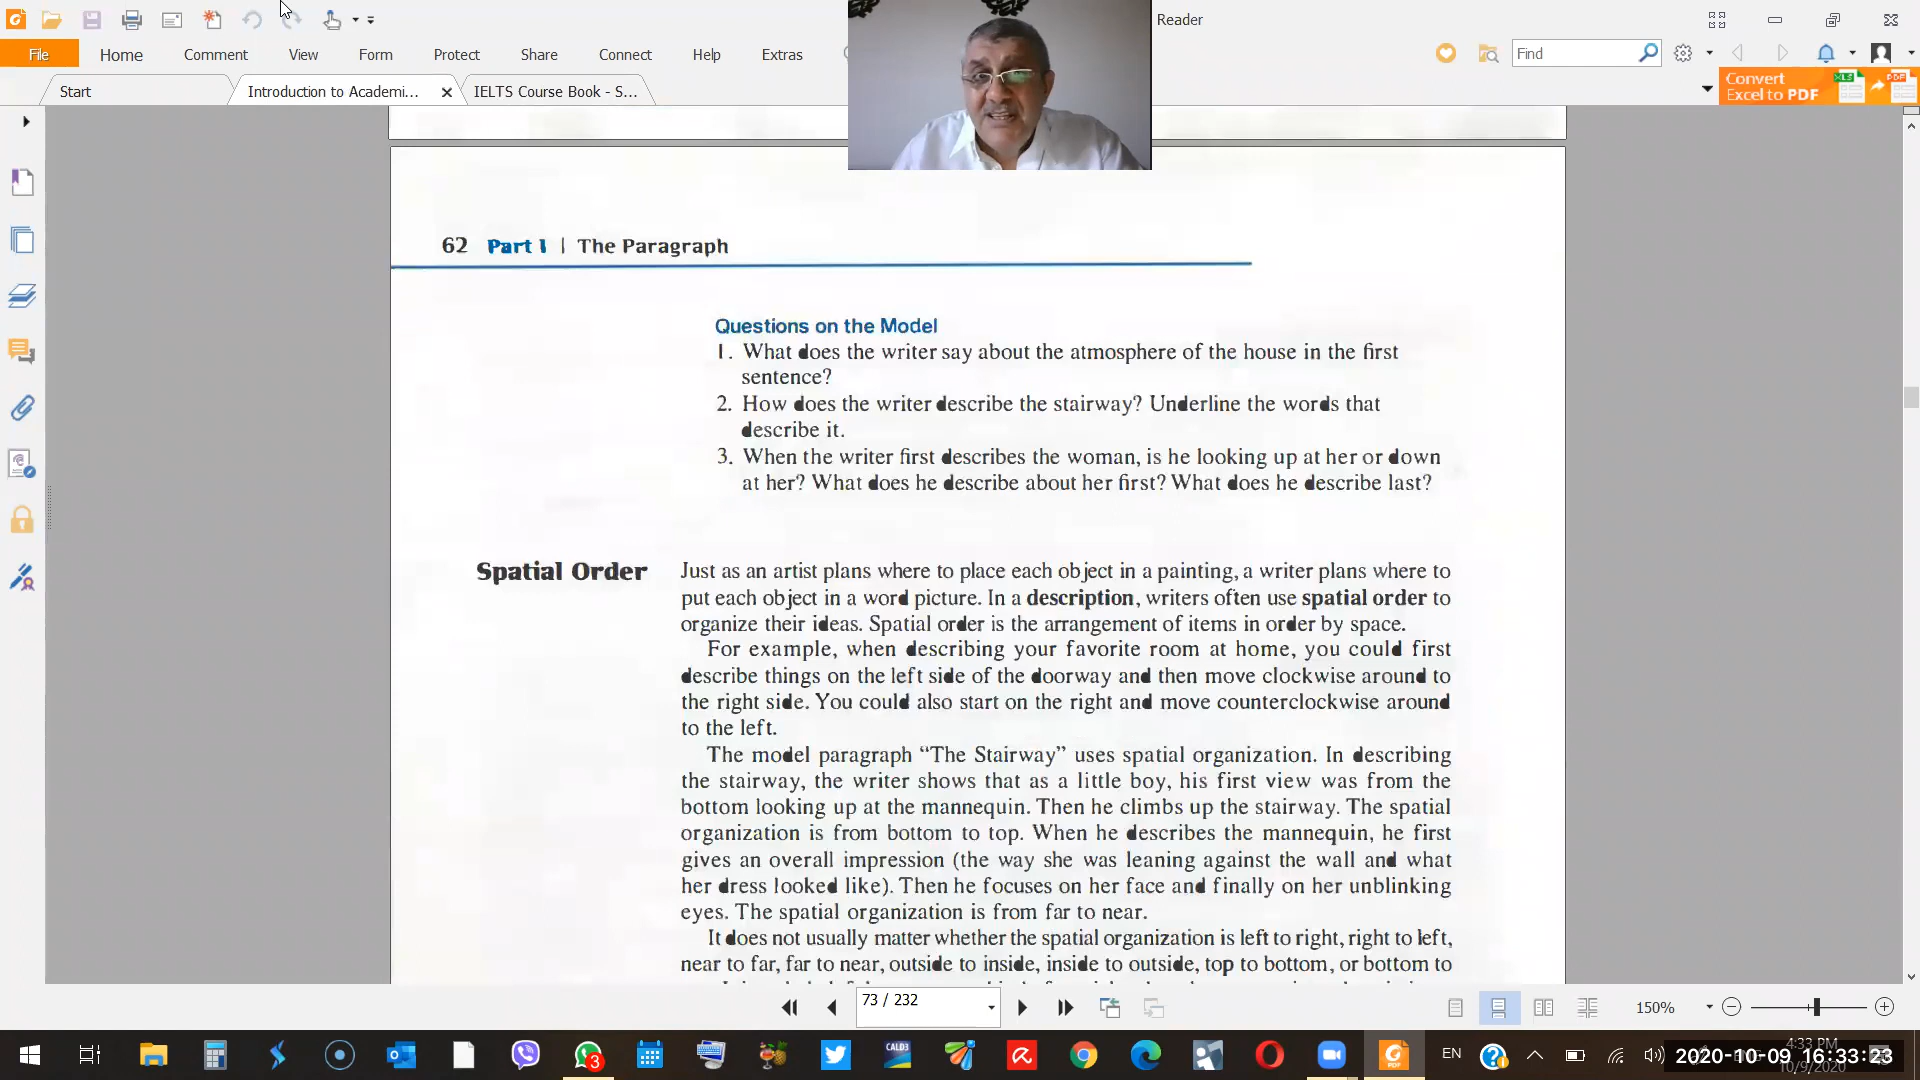 Reader
File Home Comment View Form Protect Share Connect Help Extras
Find
Start
Introduction to Academi...
IELTS Course Book - S...
Convert
Excel to PDF
62 Part I | The Paragraph
Questions on the Model
1. What does the writer say about the atmosphere of the house in the first
sentence?
2. How does the writer describe the stairway? Underline the words that
describe it.
3. When the writer first describes the woman, is he looking up at her or down
at her? What does he describe about her first? What does he describe last?
Spatial Order
Just as an artist plans where to place each object in a painting, a writer plans where to
put each object in a word picture. In a description, writers often use spatial order to
organize their ideas. Spatial order is the arrangement of items in order by space.
For example, when describing your favorite room at home, you could first
describe things on the left side of the doorway and then move clockwise around to
the right side. You could also start on the right and move counterclockwise around
to the left.
The model paragraph “The Stairway” uses spatial organization. In describing
the stairway, the writer shows that as a little boy, his first view was from the
bottom looking up at the mannequin. Then he climbs up the stairway. The spatial
organization is from bottom to top. When he describes the mannequin, he first
gives an overall impression (the way she was leaning against the wall and what
her dress looked like). Then he focuses on her face and finally on her unblinking
eyes. The spatial organization is from far to near.
It does not usually matter whether the spatial organization is left to right, right to left,
near to far, far to near, outside to inside, inside to outside, top to bottom, or bottom to
73 / 232
150%
CALD3
3
EN
4:33 PM
10/9/2020
2020-10-09 16:33:23